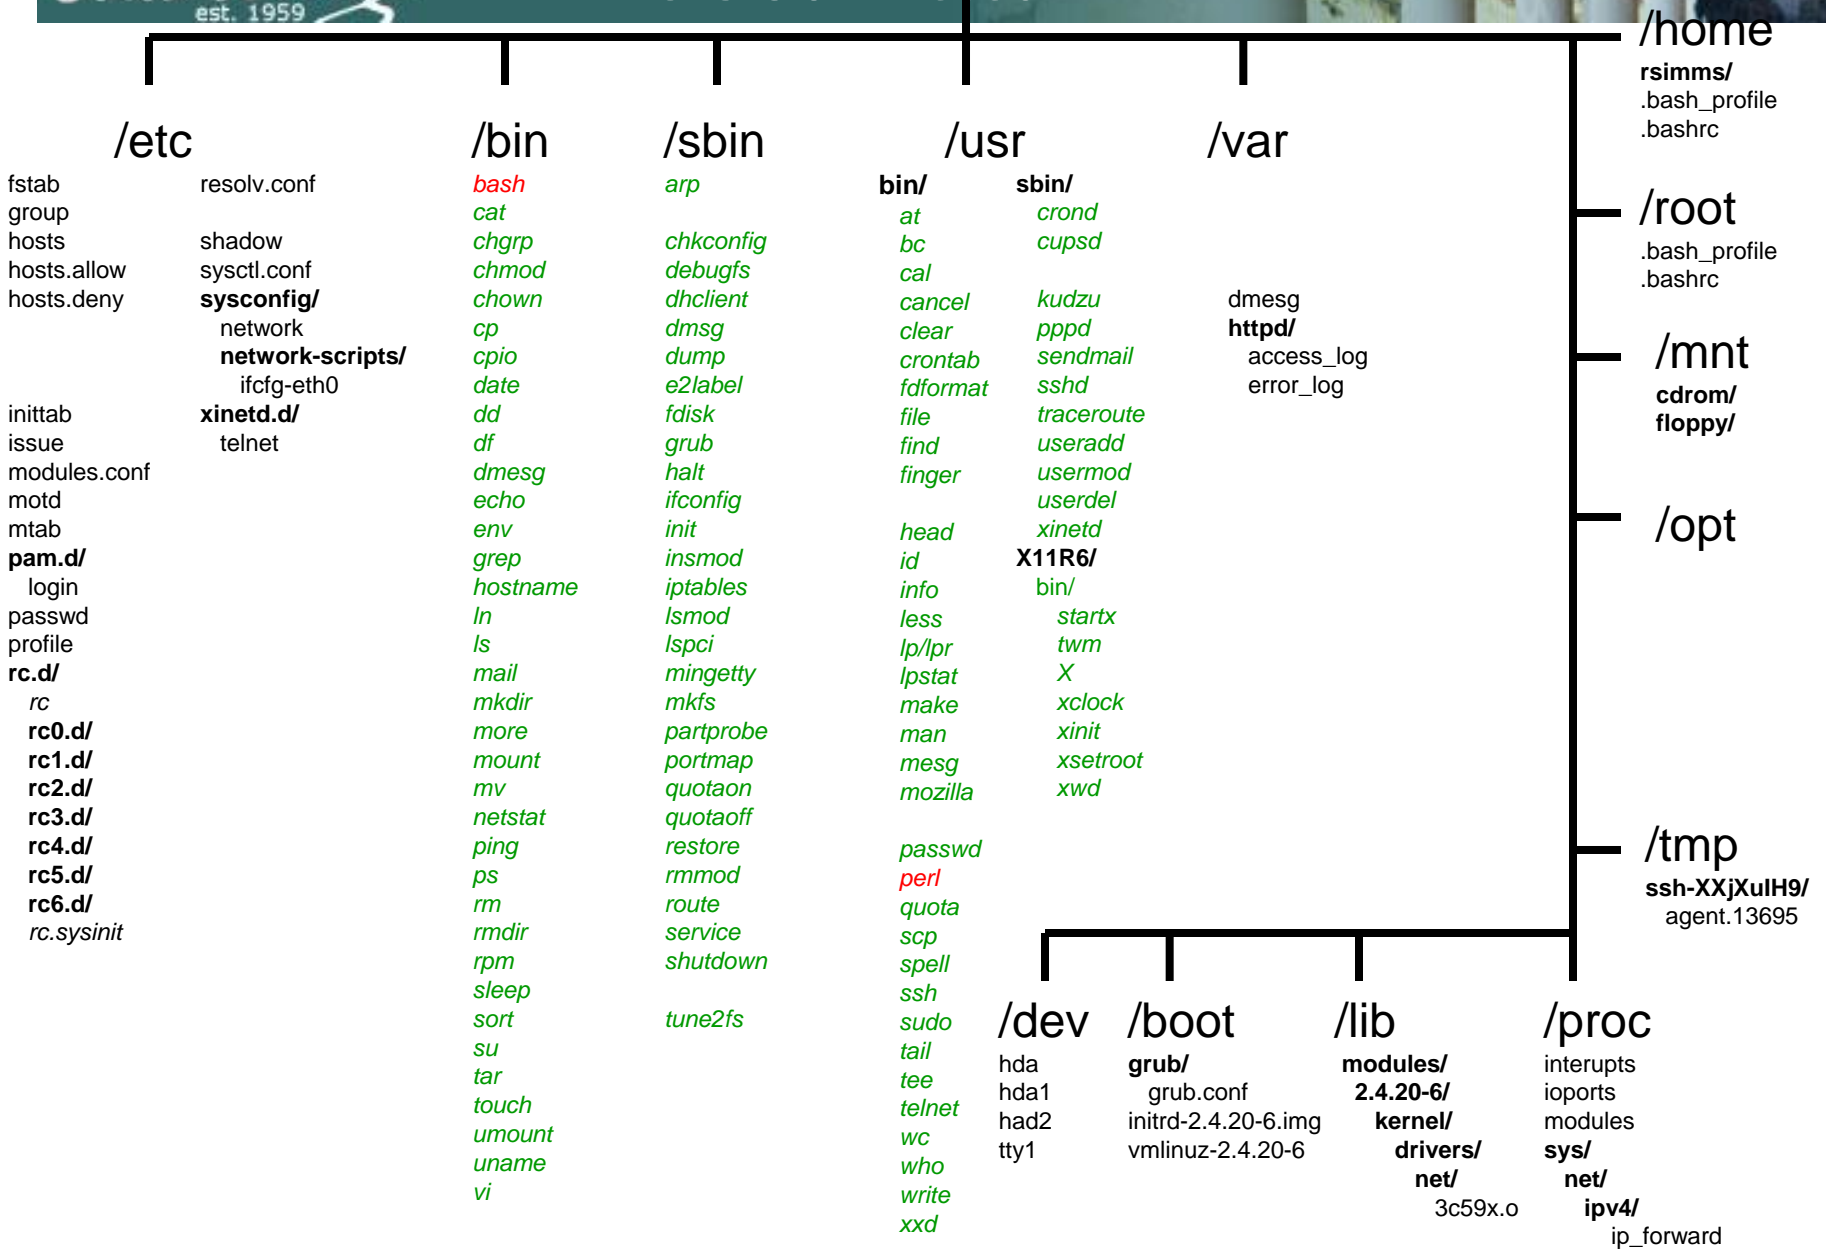 est. 1959
/home
rsimms/
.bash_profile
.bashrc
/root
.bash_profile
.bashrc
/mnt
cdrom/
floppy/
/opt
/tmp
ssh-XXjXuIH9/
agent.13695
/etc
fstab
group
hosts
hosts.allow
hosts.deny
inittab
issue
modules.conf
motd
mtab
pam.d/
login
passwd
profile
rc.d/
rc
rc0.d/
rc1.d/
rc2.d/
rc3.d/
rc4.d/
rc5.d/
rc6.d/
rc.sysinit
resolv.conf
shadow
sysctl.conf
sysconfig/
network
network-scripts/
ifcfg-eth0
xinetd.d/
telnet
/bin
bash
cat
chgrp
chmod
chown
cp
cpio
date
dd
df
dmesg
echo
env
grep
hostname
ln
ls
mail
mkdir
more
mount
mv
netstat
ping
ps
rm
rmdir
rpm
sleep
sort
su
tar
touch
umount
uname
vi
/sbin
arp
chkconfig
debugfs
dhclient
dmsg
dump
e2label
fdisk
grub
halt
ifconfig
init
insmod
iptables
lsmod
lspci
mingetty
mkfs
partprobe
portmap
quotaon
quotaoff
restore
rmmod
route
service
shutdown
tune2fs
/usr
bin/
at
bc
cal
cancel
clear
crontab
fdformat
file
find
finger
head
id
info
less
lp/lpr
lpstat
make
man
mesg
mozilla
passwd
perl
quota
scp
spell
ssh
sudo
tail
tee
telnet
wc
who
write
xxd
sbin/
crond
cupsd
kudzu
pppd
sendmail
sshd
traceroute
useradd
usermod
userdel
xinetd
X11R6/
bin/
startx
twm
X
xclock
xinit
xsetroot
xwd
/var
dmesg
httpd/
access_log
error_log
/dev
hda
hda1
had2
tty1
/boot
grub/
grub.conf
initrd-2.4.20-6.img
vmlinuz-2.4.20-6
/lib
modules/
2.4.20-6/
kernel/
drivers/
net/
3c59x.o
/proc
interupts
ioports
modules
sys/
net/
ipv4/
ip_forward